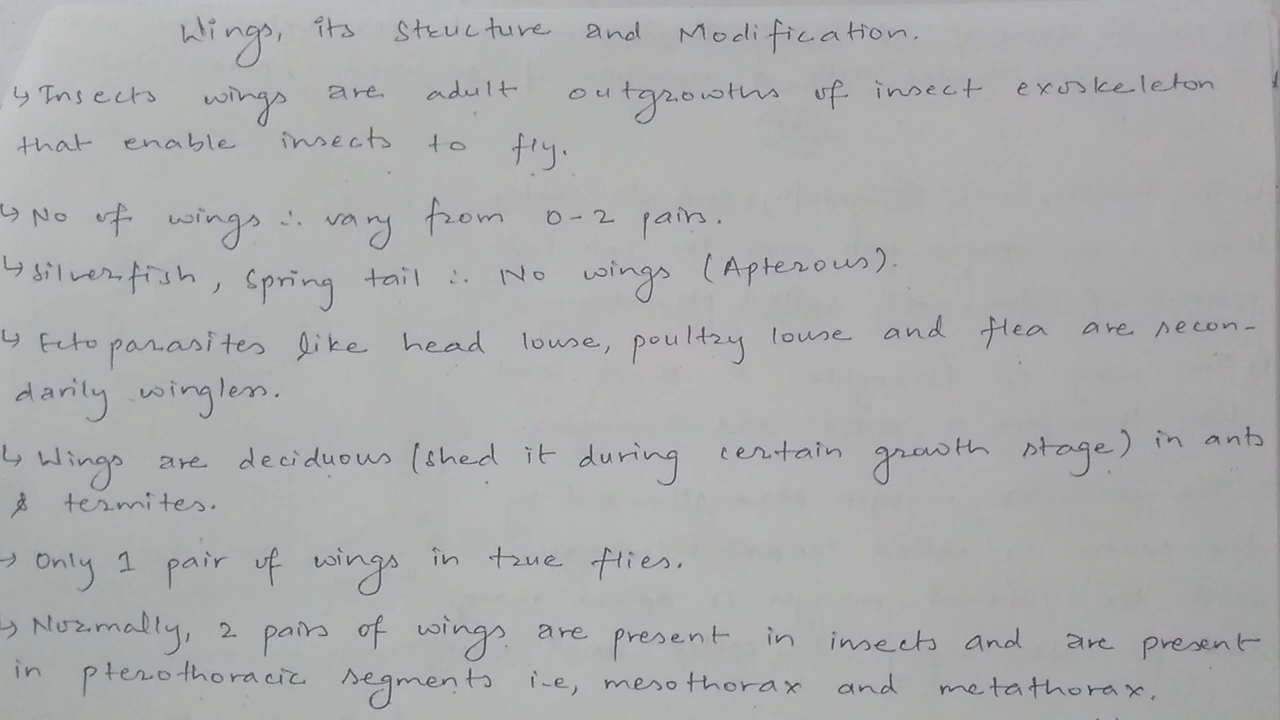 Wings, its structure and Modification.
↳ Insects wings are adult outgrowths of insect exoskeleton
that enable insects to fly.
↳ No of wings ∴ vary from 0-2 pairs.
↳ Silverfish, Spring tail ∴ No wings (Apterous).
↳ Ectoparasites like head louse, poultry louse and flea are secon-
darily wingless.
↳ Wings are deciduous (shed it during certain growth stage) in ants
& termites.
→ Only 1 pair of wings in true flies.
↳ Normally, 2 pairs of wings are present in insects and are present
in pterothoracic segments i.e, mesothorax and metathorax.